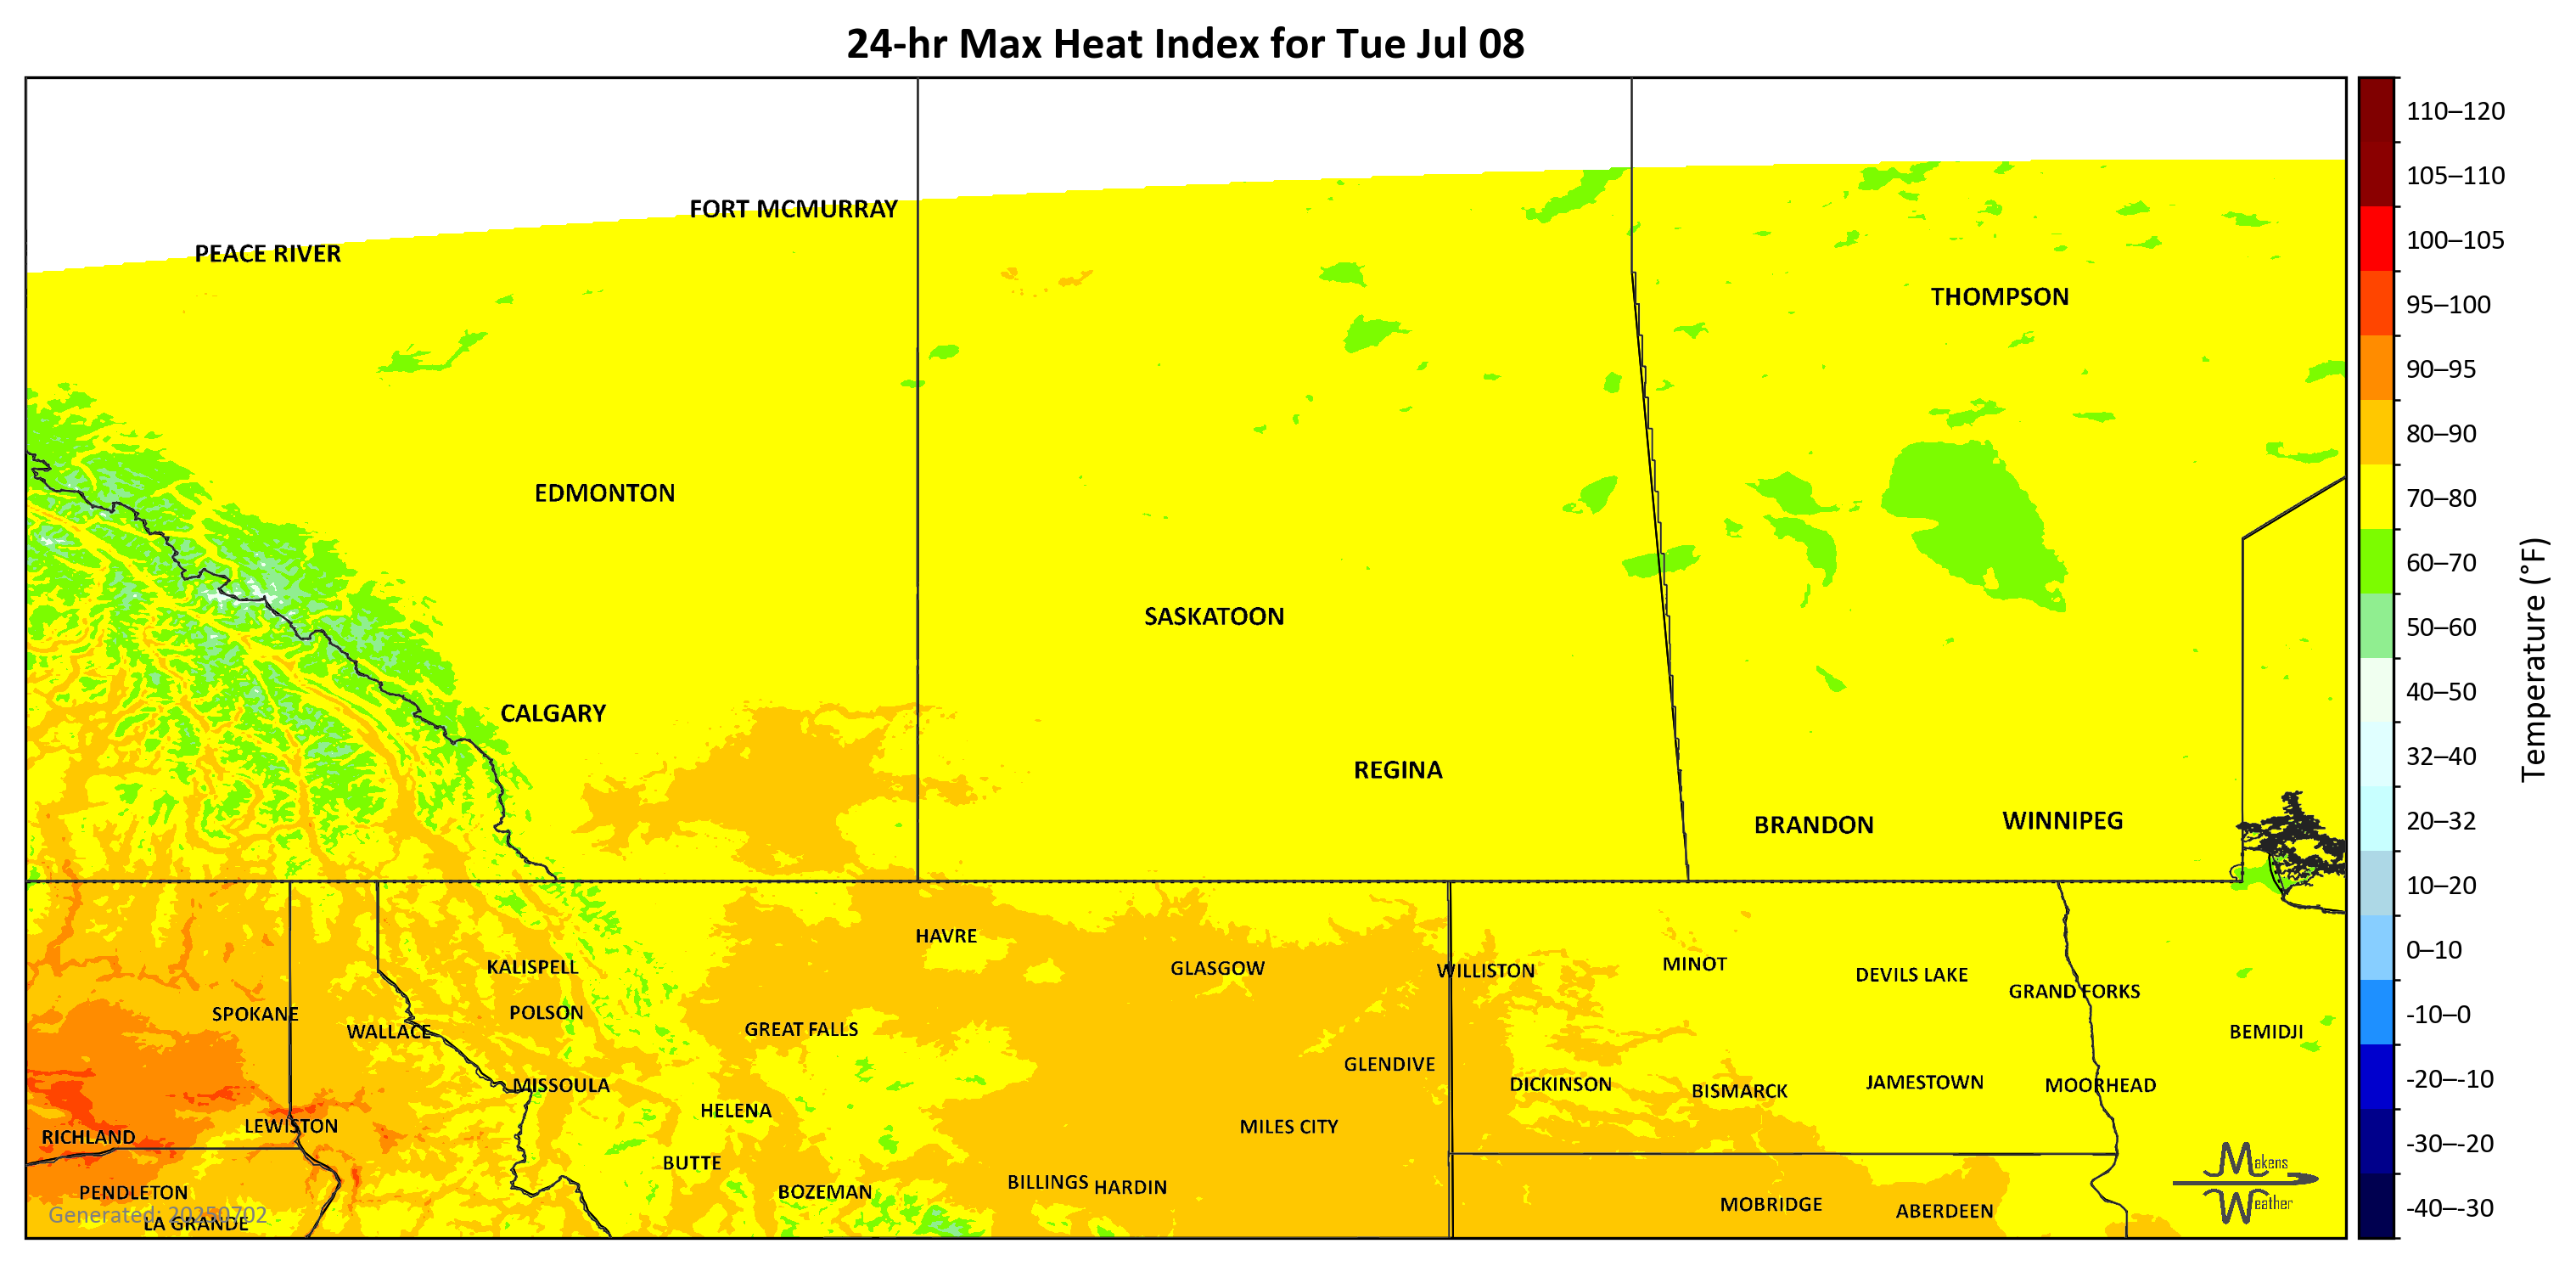 24-hr Max Heat Index for Tue Jul 08
FORT MCMURRAY
PEACE RIVER
THOMPSON
EDMONTON
SASKATOON
CALGARY
REGINA
BRANDON
WINNIPEG
HAVRE
KALISPELL
GLASGOW
WILLISTON
MINOT
DEVILS LAKE
GRAND FORKS
SPOKANE
POLSON
WALLACE
GREAT FALLS
BEMIDJI
GLENDIVE
MISSOULA
DICKINSON
BISMARCK
JAMESTOWN
MOORHEAD
HELENA
LEWISTON
MILES CITY
RICHLAND
BUTTE
BILLINGS
HARDIN
PENDLETON
BOZEMAN
MOBRIDGE
ABERDEEN
Generated: 20250702
LA GRANDE
Makens
Weather
110–120
105–110
100–105
95–100
90–95
80–90
70–80
60–70
50–60
40–50
32–40
20–32
10–20
0–10
-10–0
-20–-10
-30–-20
-40–-30
Temperature (°F)